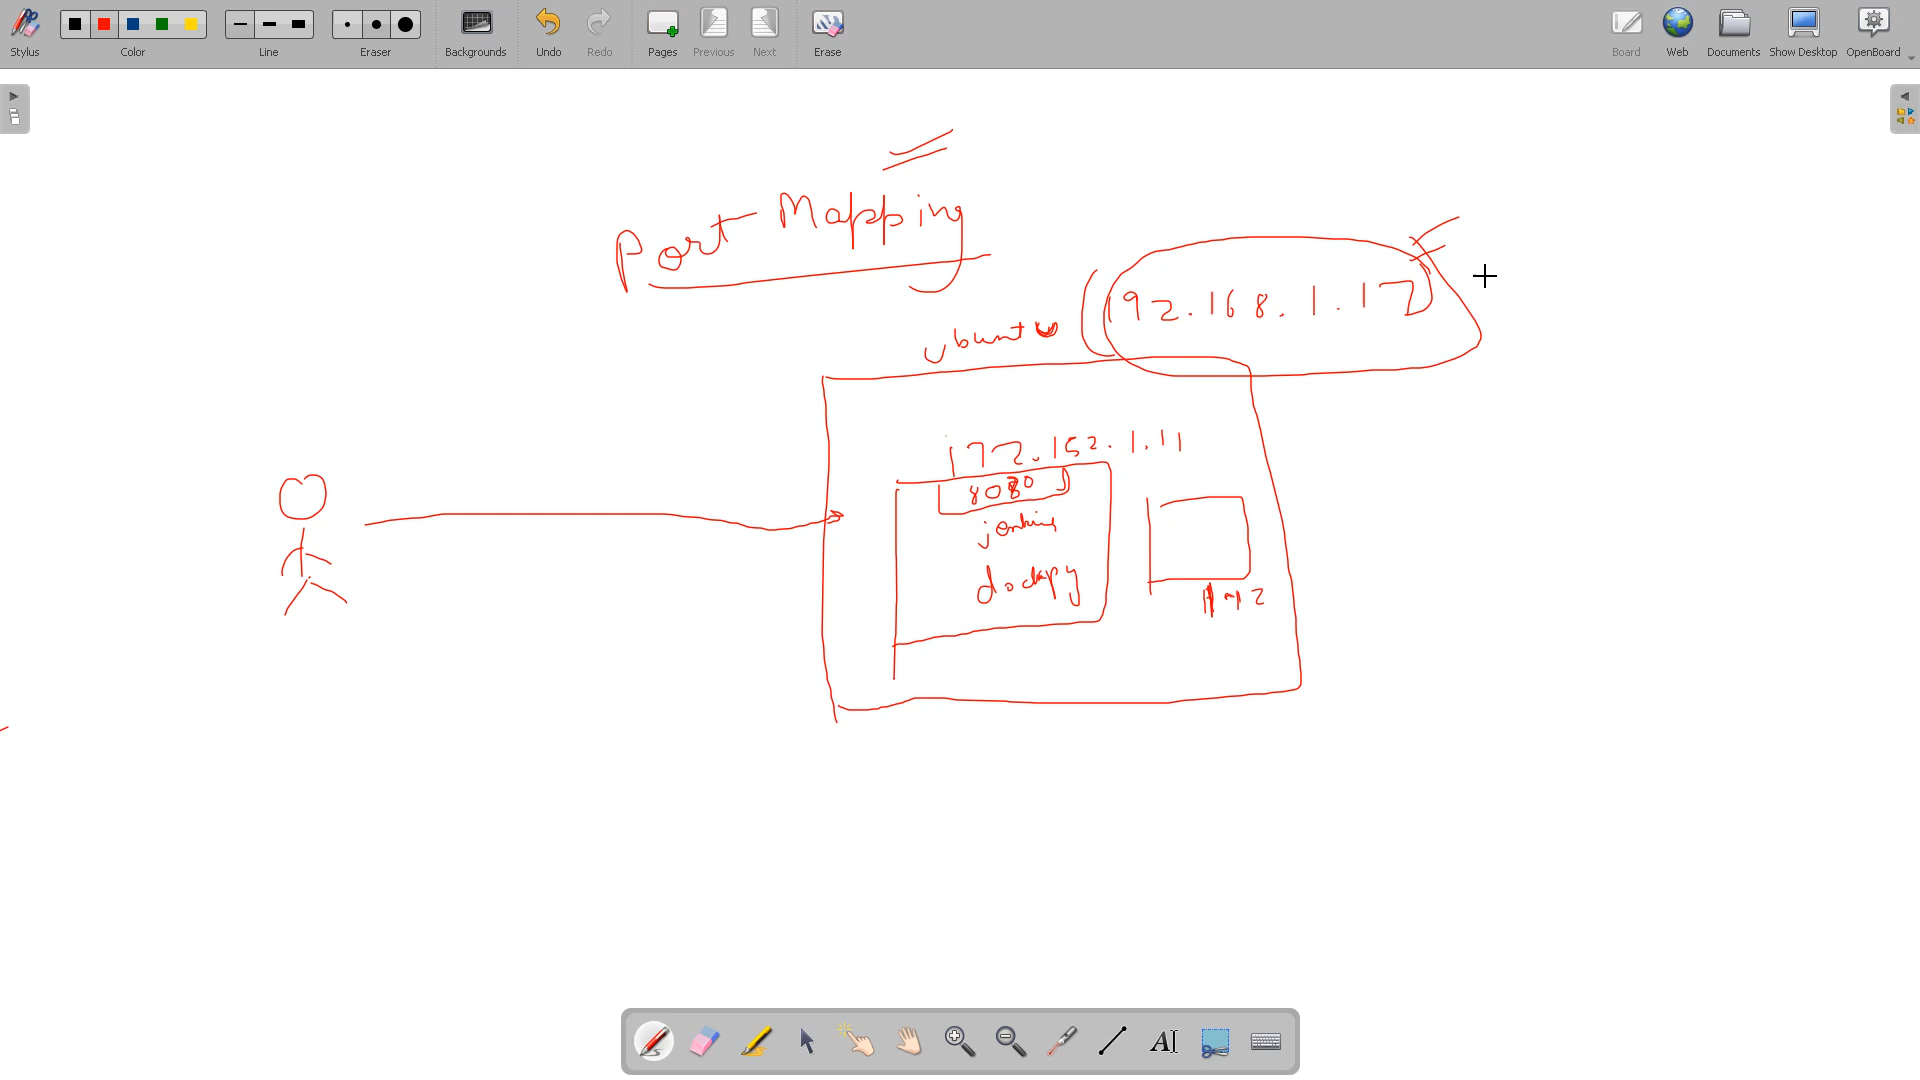 Stylus Color Line Eraser Backgrounds Undo Redo Pages Previous Next Erase Board Web Documents Show Desktop OpenBoard
Port Mapping
192.168.1.17
Ubuntu
172.152.1.11
8080
jenkins
A